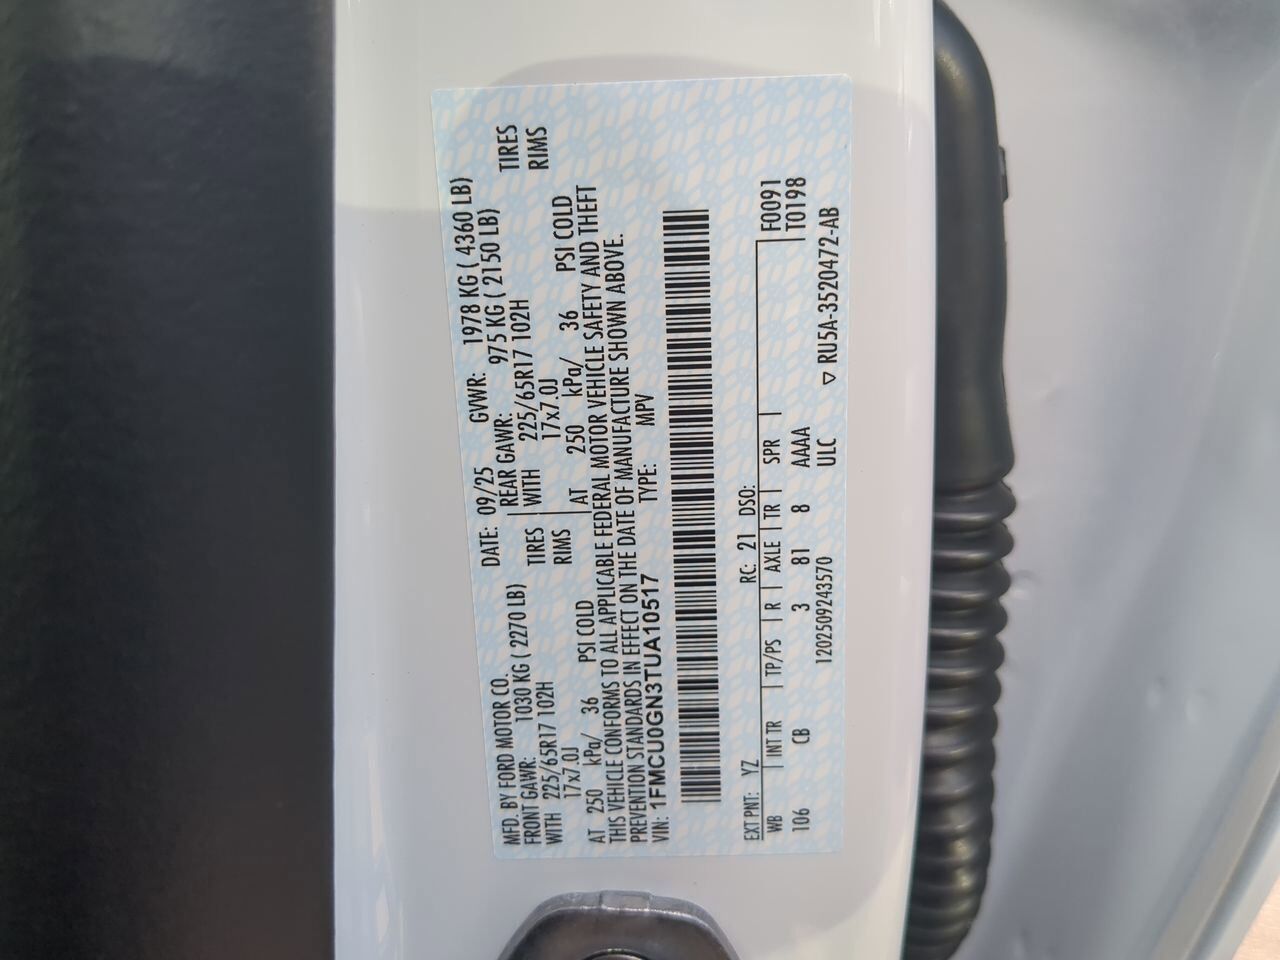 MFD. BY FORD MOTOR CO. DATE: 09/25 GVWR: 1978 KG ( 4360 LB)
FRONT GAWR: 1030 KG ( 2270 LB) REAR GAWR: 975 KG ( 2150 LB)
WITH 225/65R17 102H TIRES WITH 225/65R17 102H TIRES
17x7.0J RIMS 17x7.0J RIMS
AT 250 kPa/ 36 PSI COLD AT 250 kPa/ 36 PSI COLD
THIS VEHICLE CONFORMS TO ALL APPLICABLE FEDERAL MOTOR VEHICLE SAFETY AND THEFT
PREVENTION STANDARDS IN EFFECT ON THE DATE OF MANUFACTURE SHOWN ABOVE.
VIN: 1FMCU0GN3TUA10517 TYPE: MPV
EXT PNT: YZ RC: 21 DSO:
WB INT TR TP/PS R AXLE TR SPR F0091
106 CB 3 81 8 AAAA T0198
1202509243570 ULC ▽ RU5A-3520472-AB